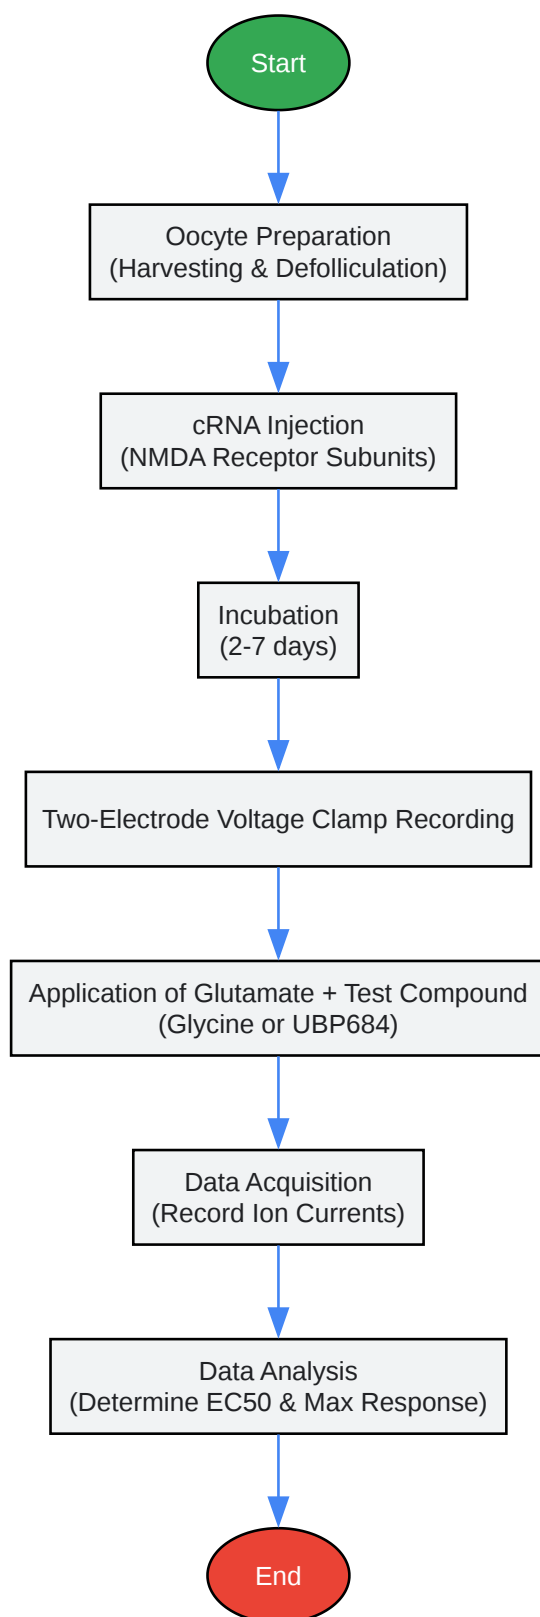 Start
Oocyte Preparation
(Harvesting & Defolliculation)
cRNA Injection
(NMDA Receptor Subunits)
Incubation
(2-7 days)
Two-Electrode Voltage Clamp Recording
Application of Glutamate + Test Compound
(Glycine or UBP684)
Data Acquisition
(Record Ion Currents)
Data Analysis
(Determine EC50 & Max Response)
End